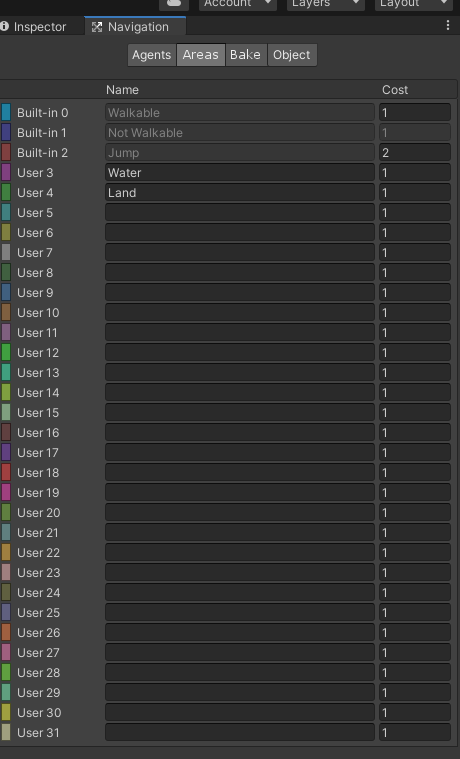 Account Layers Layout
Inspector Navigation
Agents Areas Bake Object
Name Cost
Built-in 0 Walkable 1
Built-in 1 Not Walkable 1
Built-in 2 Jump 2
User 3 Water 1
User 4 Land 1
User 5 1
User 6 1
User 7 1
User 8 1
User 9 1
User 10 1
User 11 1
User 12 1
User 13 1
User 14 1
User 15 1
User 16 1
User 17 1
User 18 1
User 19 1
User 20 1
User 21 1
User 22 1
User 23 1
User 24 1
User 25 1
User 26 1
User 27 1
User 28 1
User 29 1
User 30 1
User 31 1